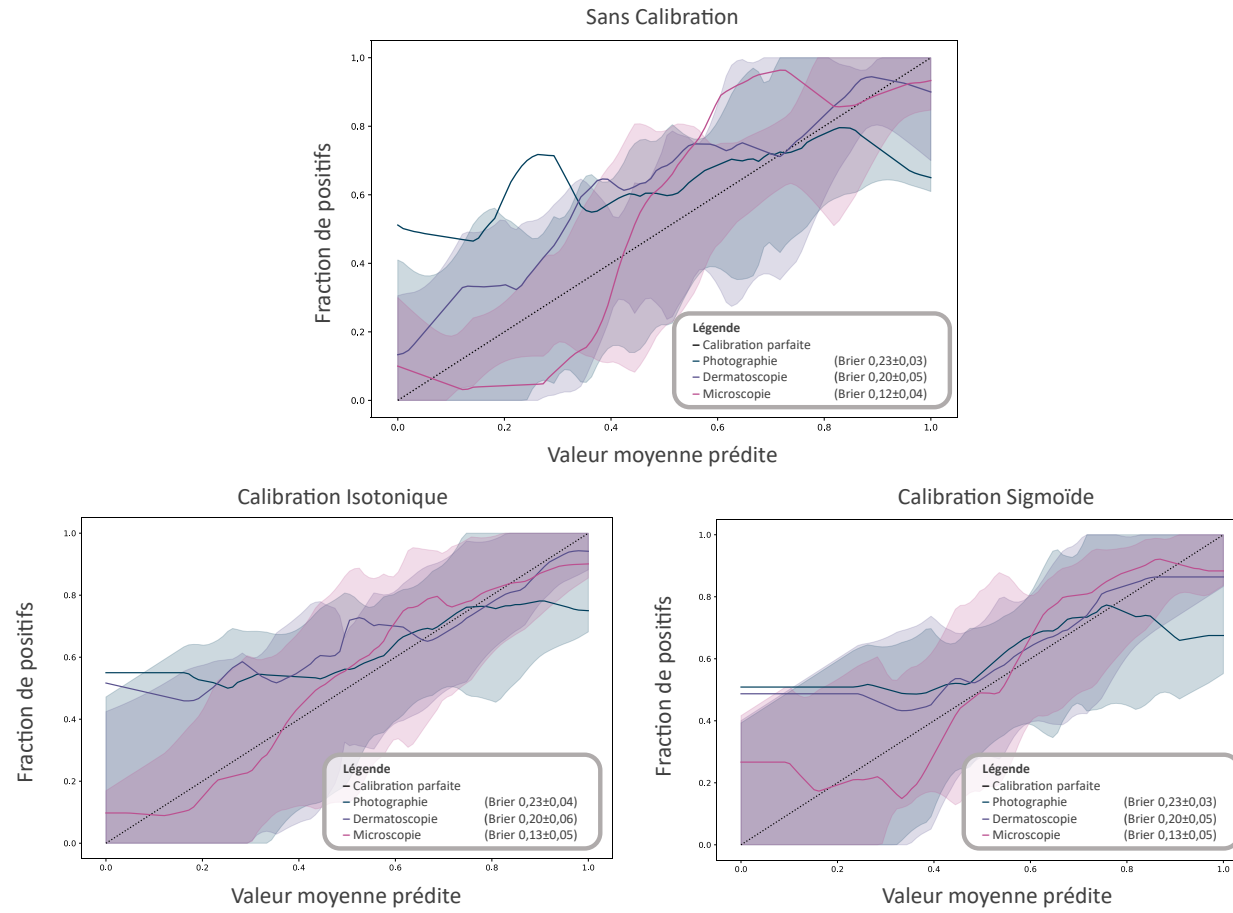 Sans Calibration
Fraction de positifs
1,0
0.8
0.6
0.4
0.2
0.0
0.0 0.2 0.4 0.6 0.8 1.0
Légende
Calibration parfaite
Photographie (Brier 0,23±0,03)
Dermatoscopie (Brier 0,20±0,05)
Microscopie (Brier 0,12±0,04)
Valeur moyenne prédite
Calibration Isotonique
Fraction de positifs
1.0
0.8
0.6
0.4
0.2
0.0
0.0 0.2 0.4 0.6 0.8 1.0
Légende
Calibration parfaite
Photographie (Brier 0,23±0,04)
Dermatoscopie (Brier 0,20±0,06)
Microscopie (Brier 0,13±0,05)
Valeur moyenne prédite
Calibration Sigmoïde
Fraction de positifs
1.0
0.8
0.6
0.4
0.2
0.0
0.0 0.2 0.4 0.6 0.8 1.0
Légende
Calibration parfaite
Photographie (Brier 0,23±0,03)
Dermatoscopie (Brier 0,20±0,05)
Microscopie (Brier 0,13±0,05)
Valeur moyenne prédite